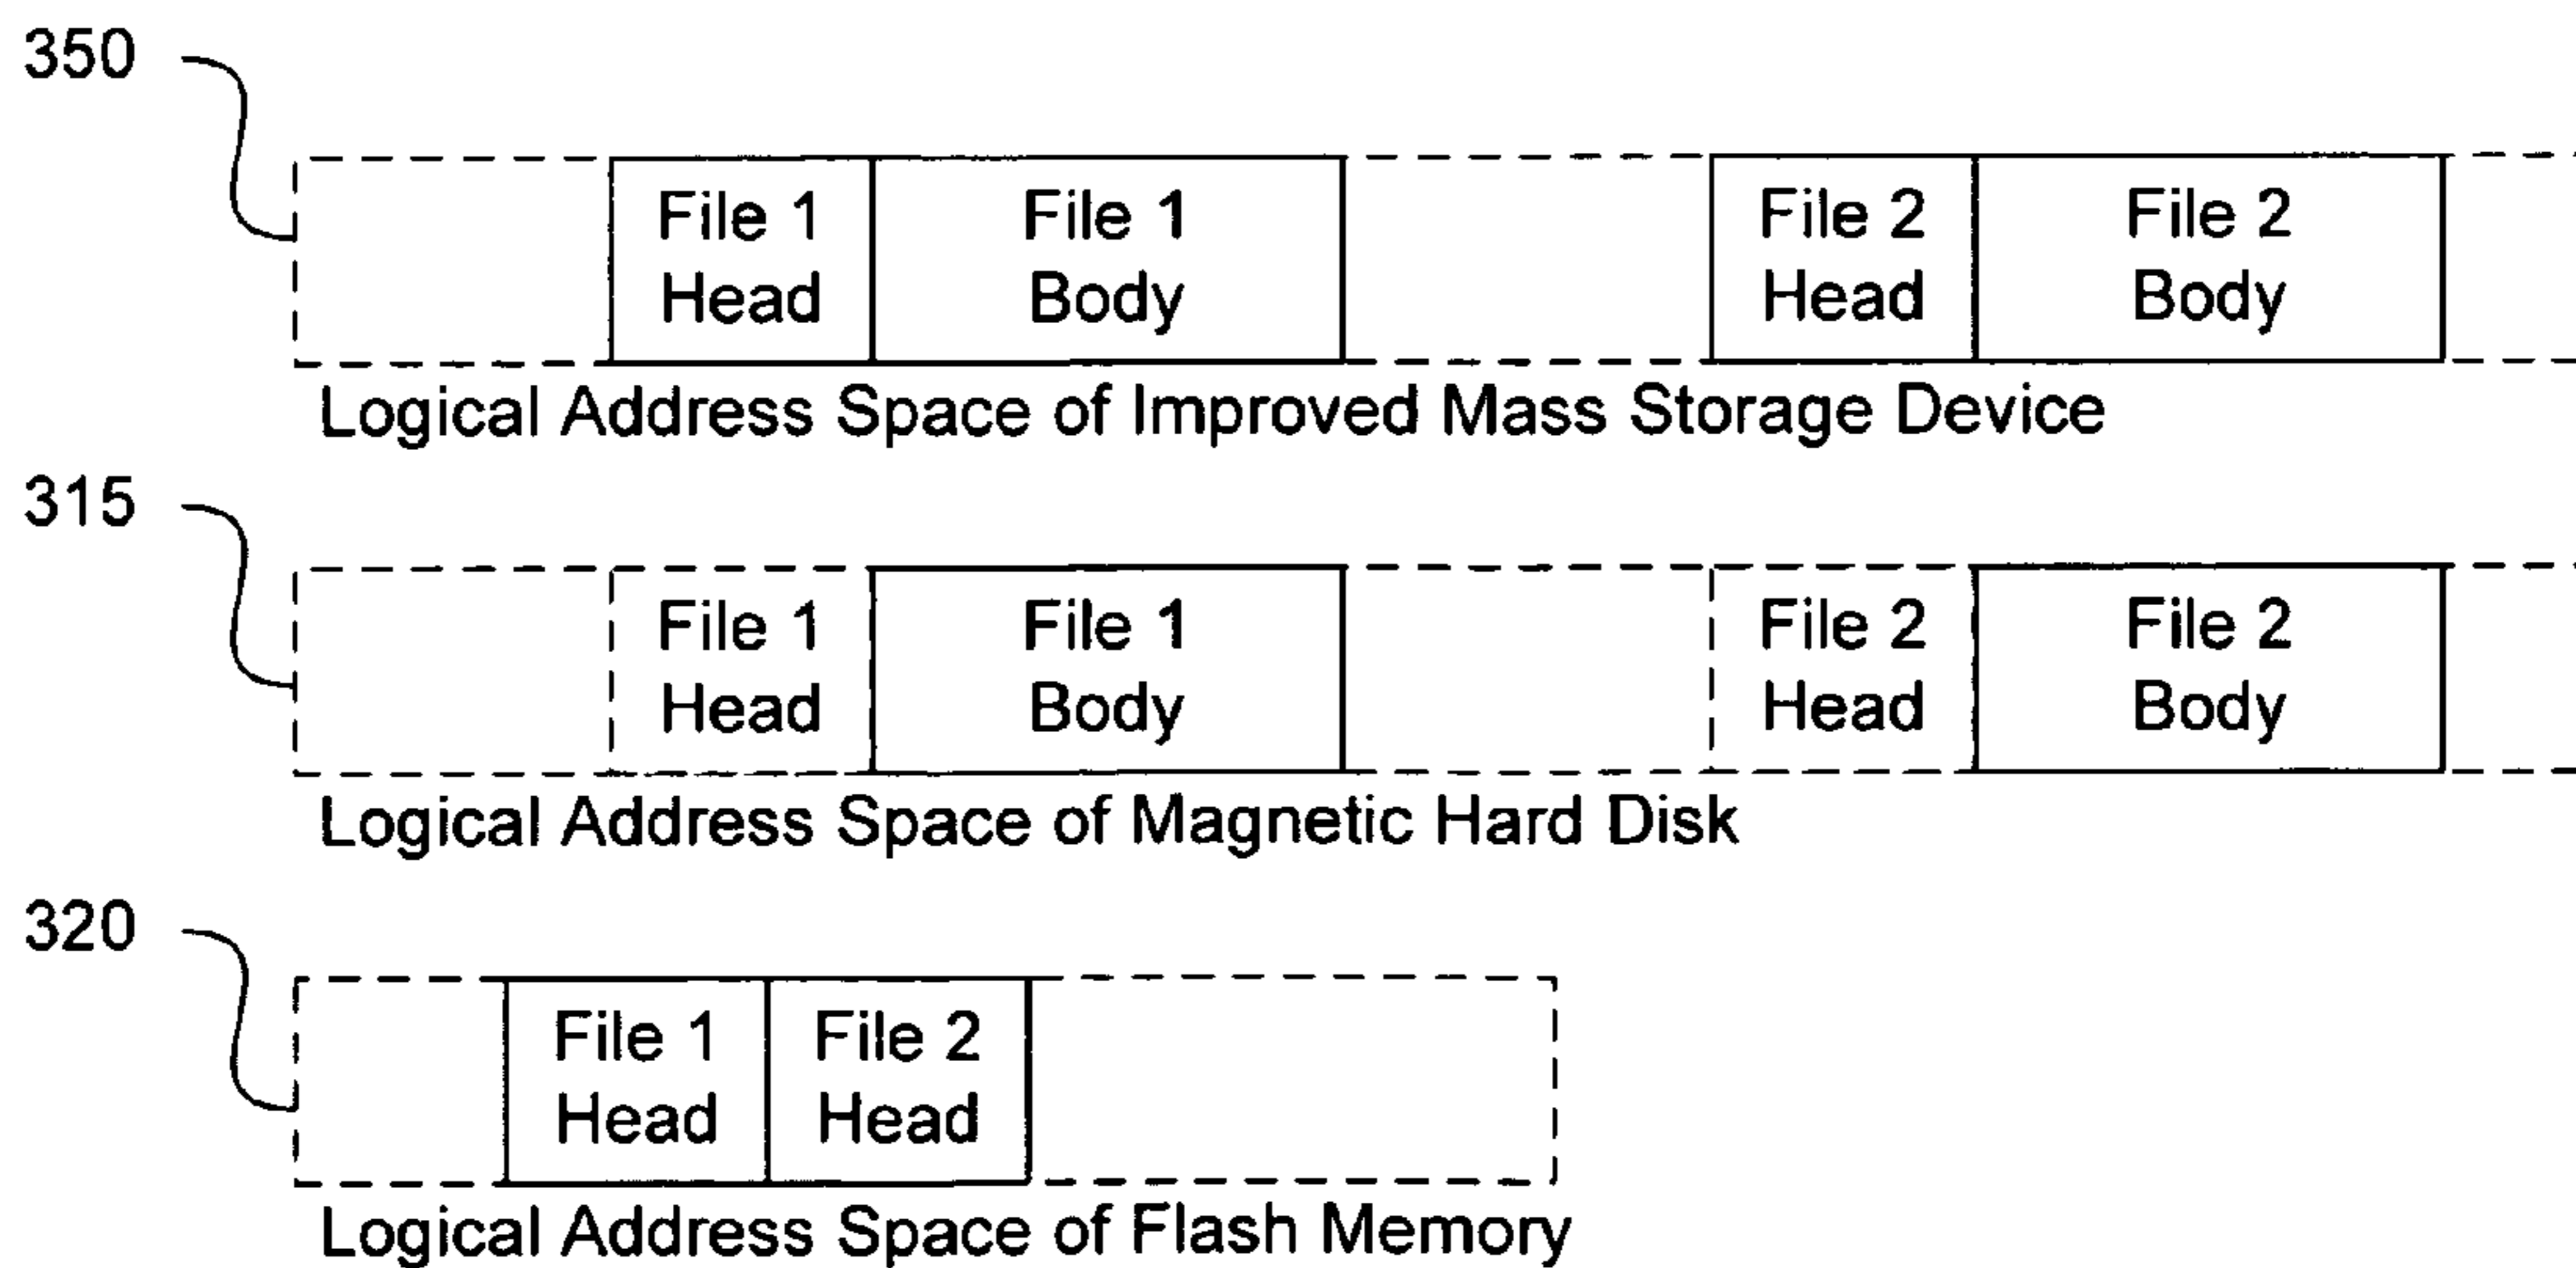 350
File 1 Head
File 1 Body
File 2 Head
File 2 Body
Logical Address Space of Improved Mass Storage Device
315
File 1 Head
File 1 Body
File 2 Head
File 2 Body
Logical Address Space of Magnetic Hard Disk
320
File 1 Head
File 2 Head
Logical Address Space of Flash Memory